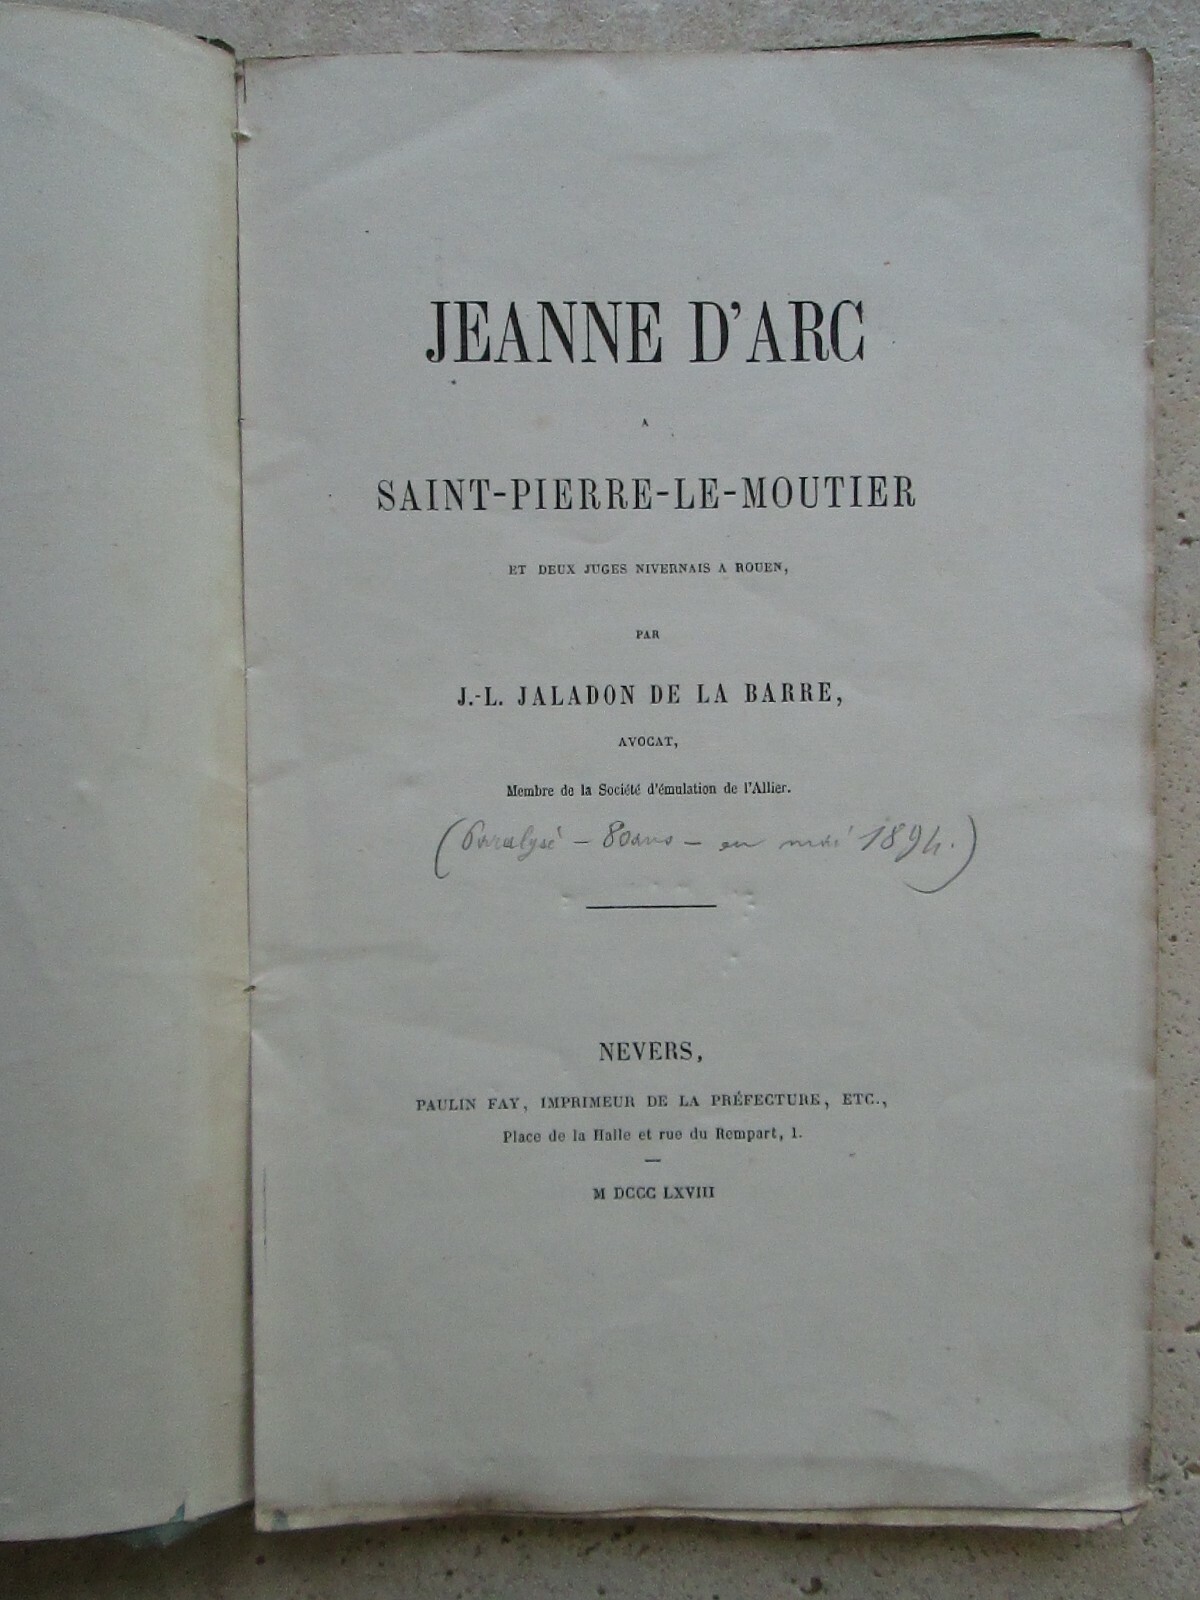 JEANNE D'ARC
A
SAINT-PIERRE-LE-MOUTIER
ET DEUX JUGES NIVERNAIS A ROUEN,
PAR
J.-L. JALADON DE LA BARRE,
AVOCAT,
Membre de la Société d'émulation de l'Allier.
(Paralysé – 80 ans – en mai 1894.)
NEVERS,
PAULIN FAY, IMPRIMEUR DE LA PRÉFECTURE, ETC.,
Place de la Halle et rue du Rempart, 1.
M DCCC LXVIII